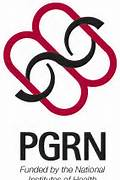 PGRN
Funded by the National
Institutes of Health